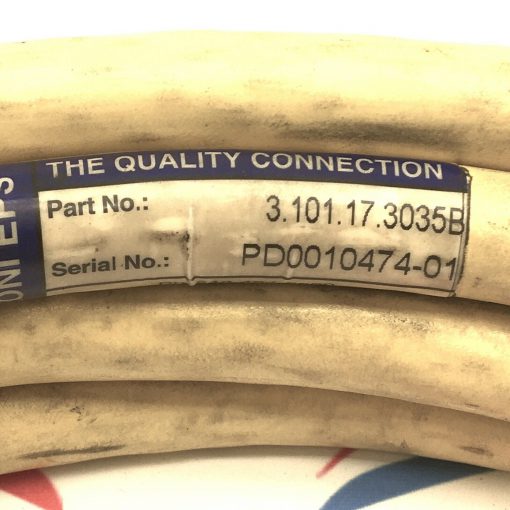 THE QUALITY CONNECTION
Part No.: 3.101.17.3035B
Serial No.: PD0010474-01